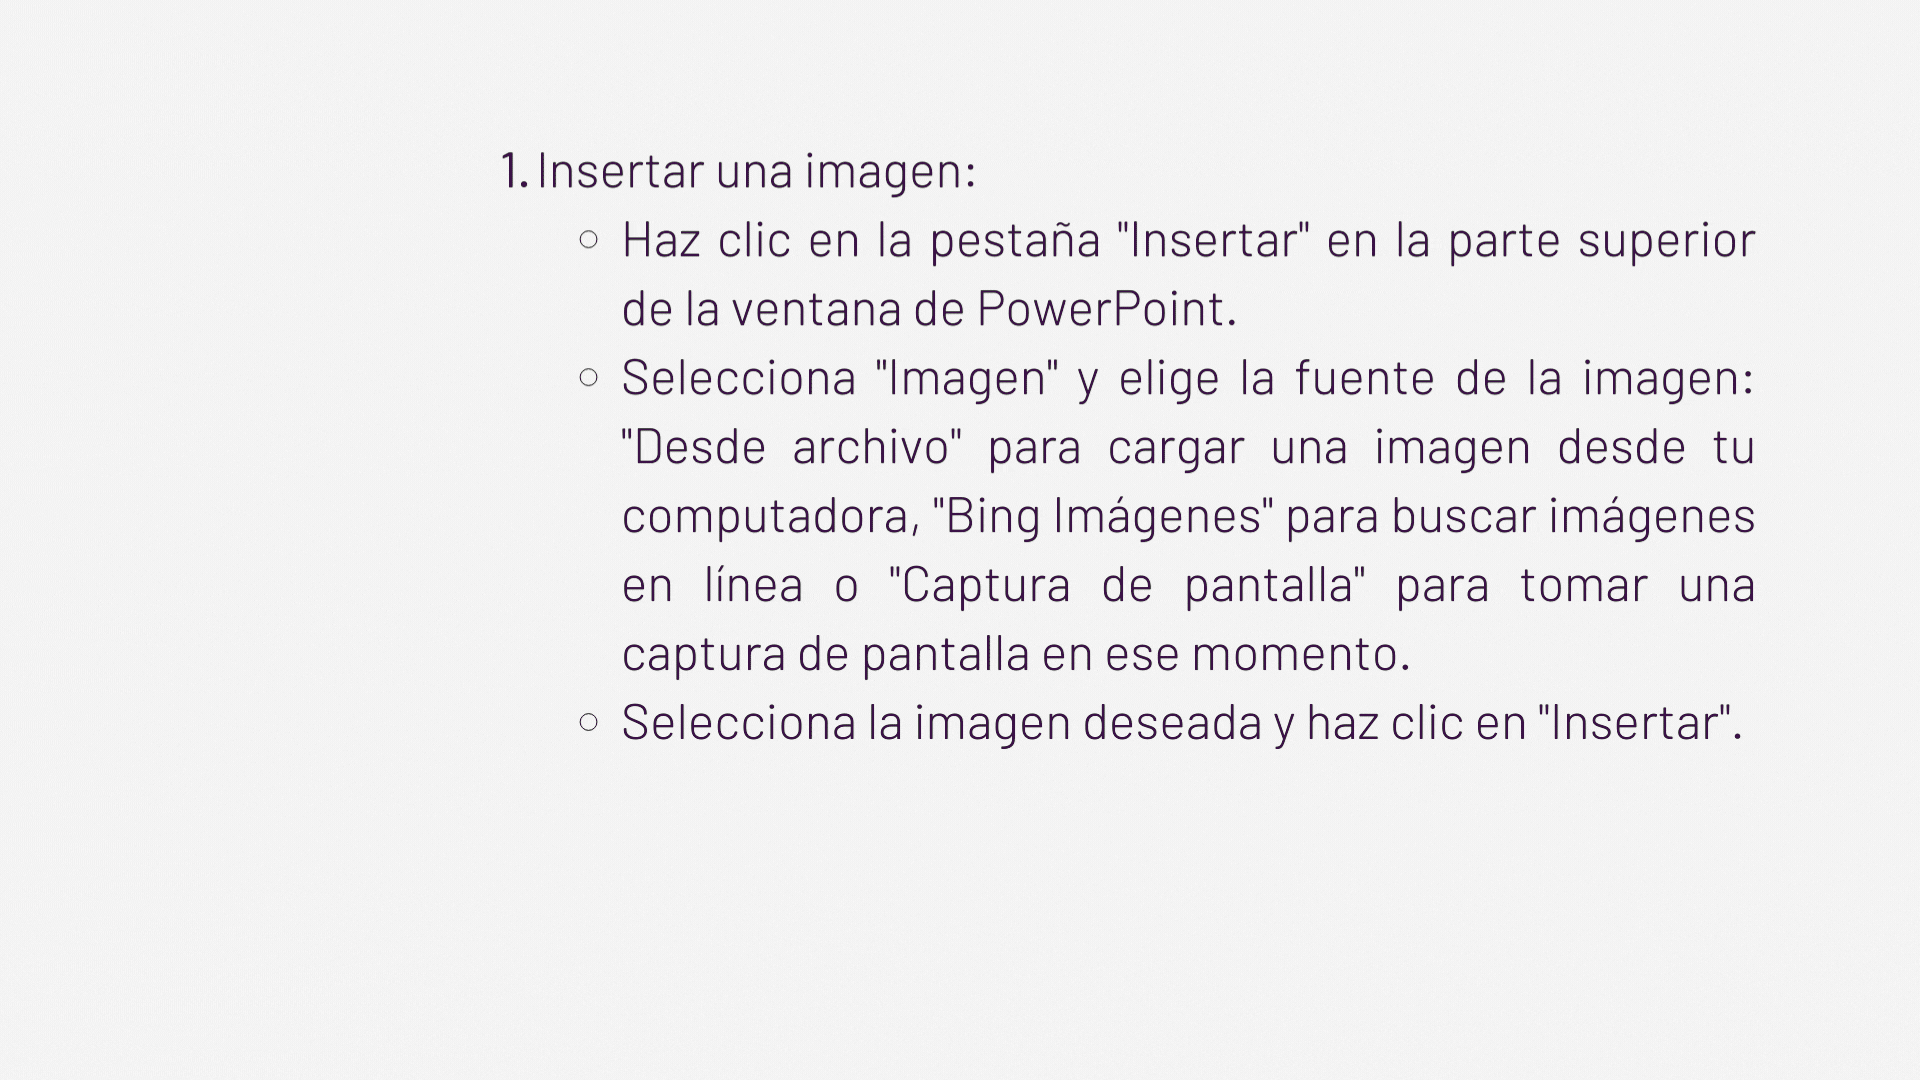 1. Insertar una imagen:
○ Haz clic en la pestaña "Insertar" en la parte superior
de la ventana de PowerPoint.
○ Selecciona "Imagen" y elige la fuente de la imagen:
"Desde archivo" para cargar una imagen desde tu
computadora, "Bing Imágenes" para buscar imágenes
en línea o "Captura de pantalla" para tomar una
captura de pantalla en ese momento.
○ Selecciona la imagen deseada y haz clic en "Insertar".